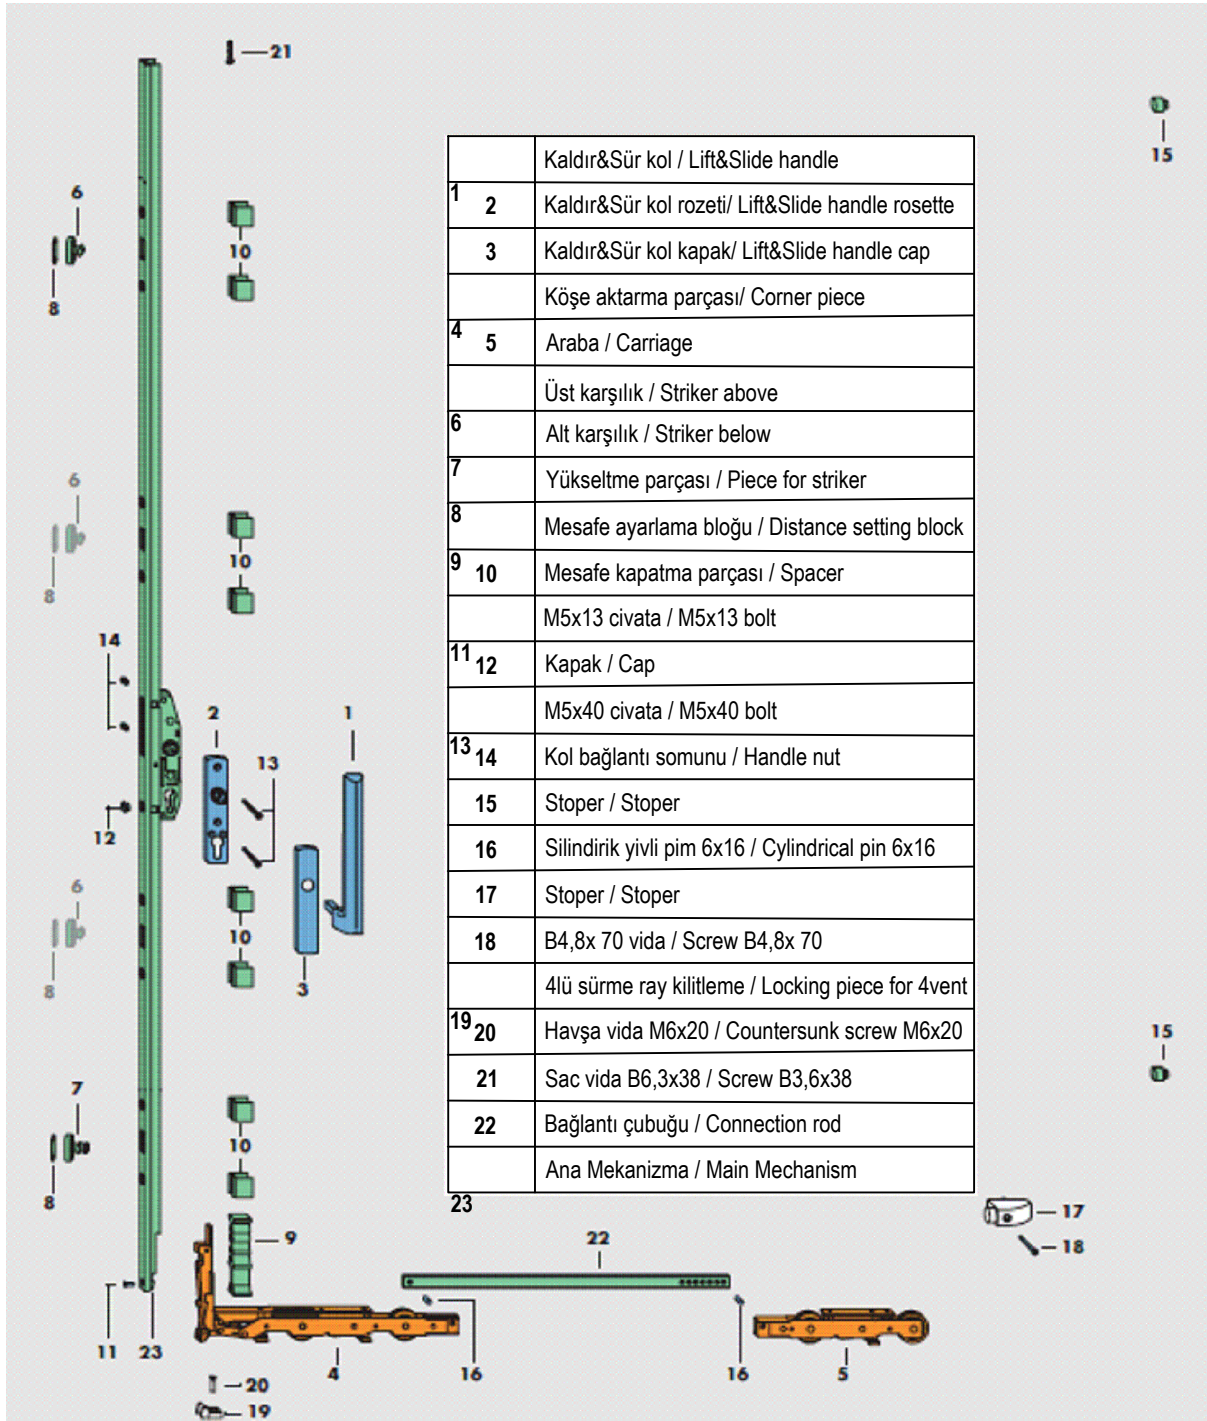 21
15
6
10
8
Kaldır&Sür kol / Lift&Slide handle
1
2 Kaldır&Sür kol rozeti/ Lift&Slide handle rosette
3 Kaldır&Sür kol kapak/ Lift&Slide handle cap
Köşe aktarma parçası/ Corner piece
4
5 Araba / Carriage
Üst karşılık / Striker above
6
Alt karşılık / Striker below
7
Yükseltme parçası / Piece for striker
8
Mesafe ayarlama bloğu / Distance setting block
9
10 Mesafe kapatma parçası / Spacer
M5x13 civata / M5x13 bolt
11
12 Kapak / Cap
M5x40 civata / M5x40 bolt
13
14 Kol bağlantı somunu / Handle nut
15 Stoper / Stoper
16 Silindirik yivli pim 6x16 / Cylindrical pin 6x16
17 Stoper / Stoper
18 B4,8x 70 vida / Screw B4,8x 70
4lü sürme ray kilitleme / Locking piece for 4vent
19
20 Havşa vida M6x20 / Countersunk screw M6x20
21 Sac vida B6,3x38 / Screw B3,6x38
22 Bağlantı çubuğu / Connection rod
Ana Mekanizma / Main Mechanism
23
6
10
8
14
2
1
13
12
6
10
8
3
15
7
10
8
17
9
22
18
11
23
4
16
16
5
20
19